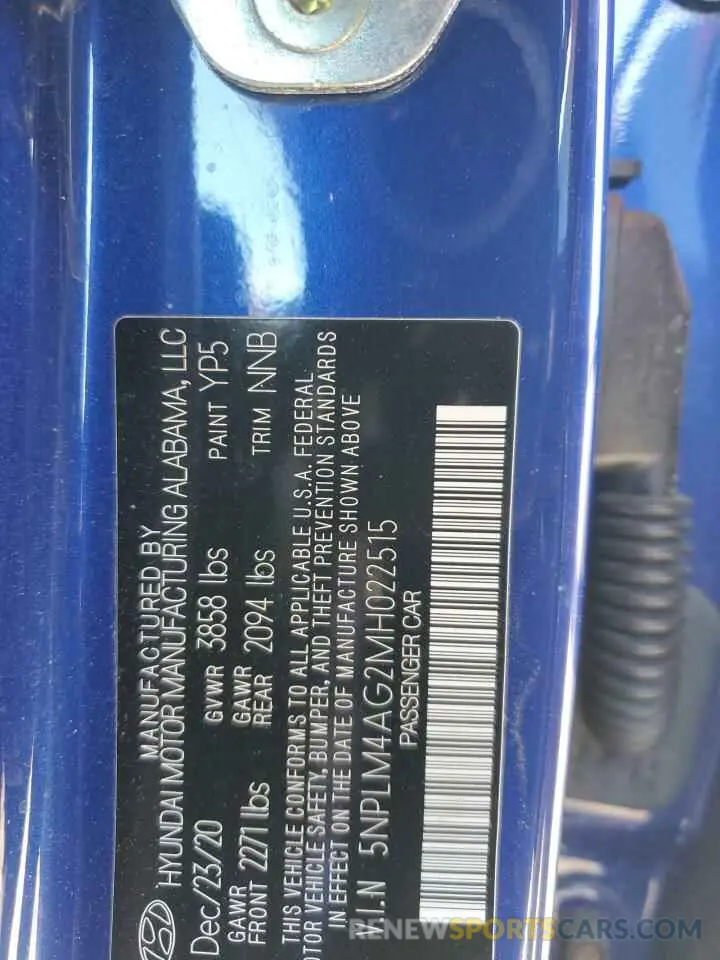 MANUFACTURED BY
HYUNDAI MOTOR MANUFACTURING ALABAMA, LLC
Dec/23/20 GVWR 3858 lbs PAINT YP5
GAWR FRONT 2271 lbs GAWR REAR 2094 lbs TRIM NNB
THIS VEHICLE CONFORMS TO ALL APPLICABLE U.S.A. FEDERAL
MOTOR VEHICLE SAFETY, BUMPER, AND THEFT PREVENTION STANDARDS
IN EFFECT ON THE DATE OF MANUFACTURE SHOWN ABOVE
V.I.N 5NPLM4AG2MH022515
PASSENGER CAR
RENEWSPORTSCARS.COM